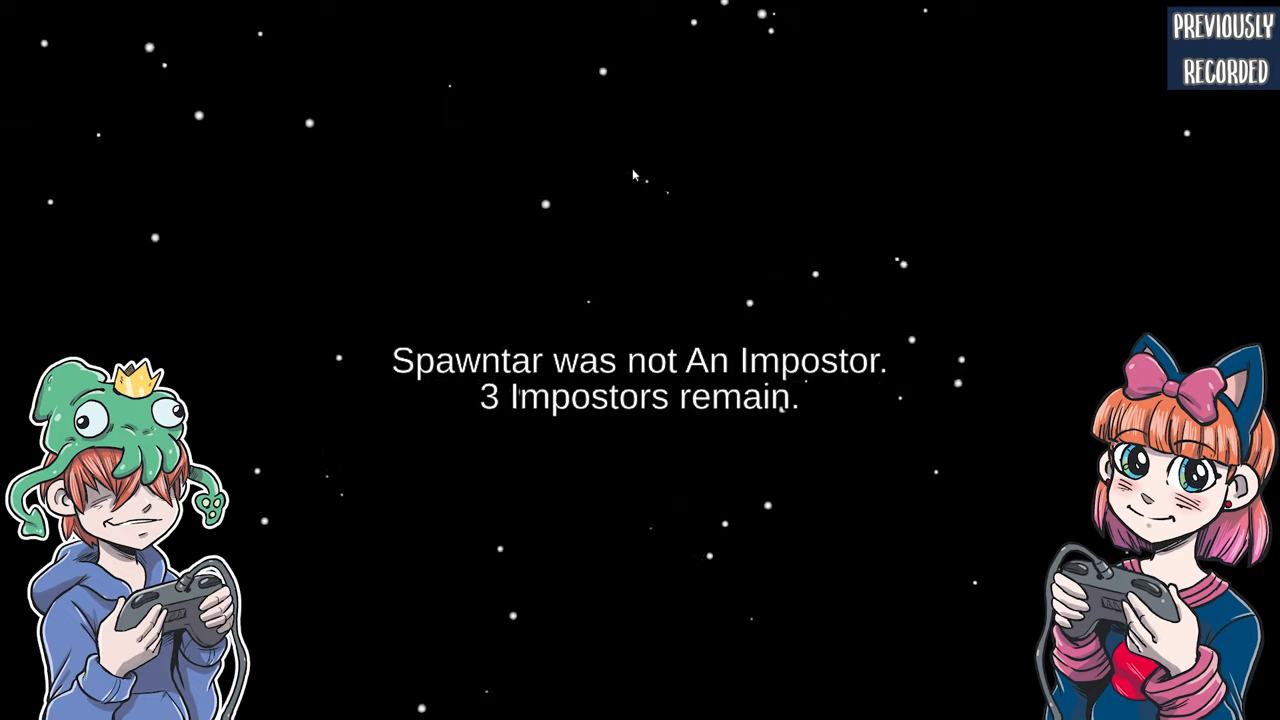 PREVIOUSLY
RECORDED
Spawntar was not An Impostor.
3 Impostors remain.